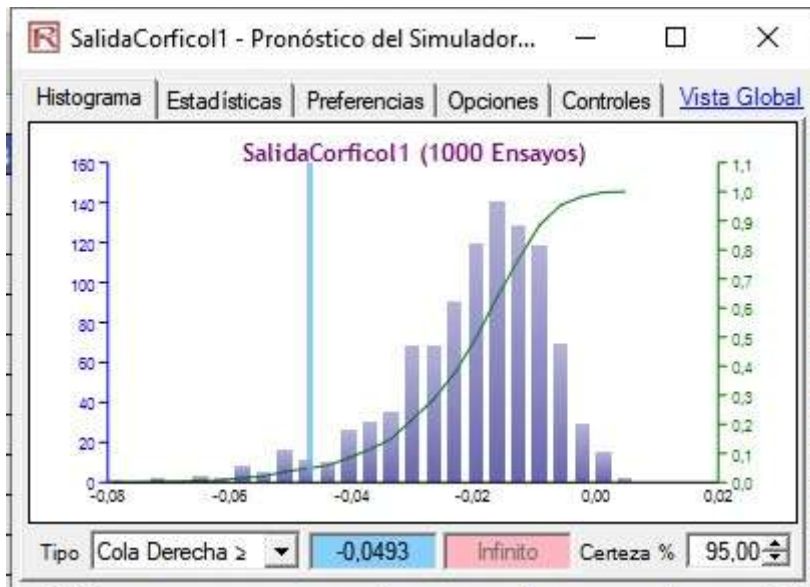 R SalidaCorficol1 - Pronóstico del Simulador...
Histograma Estadísticas Preferencias Opciones Controles Vista Global
SalidaCorficol1 (1000 Ensayos)
160 1,1
140 1,0
0,9
120 0,8
100 0,7
0,6
80 0,5
60 0,4
40 0,3
0,2
20 0,1
0 0,0
-0,08 -0,06 -0,04 -0,02 0,00 0,02
Tipo Cola Derecha ≥ -0,0493 Infinito Certeza % 95,00